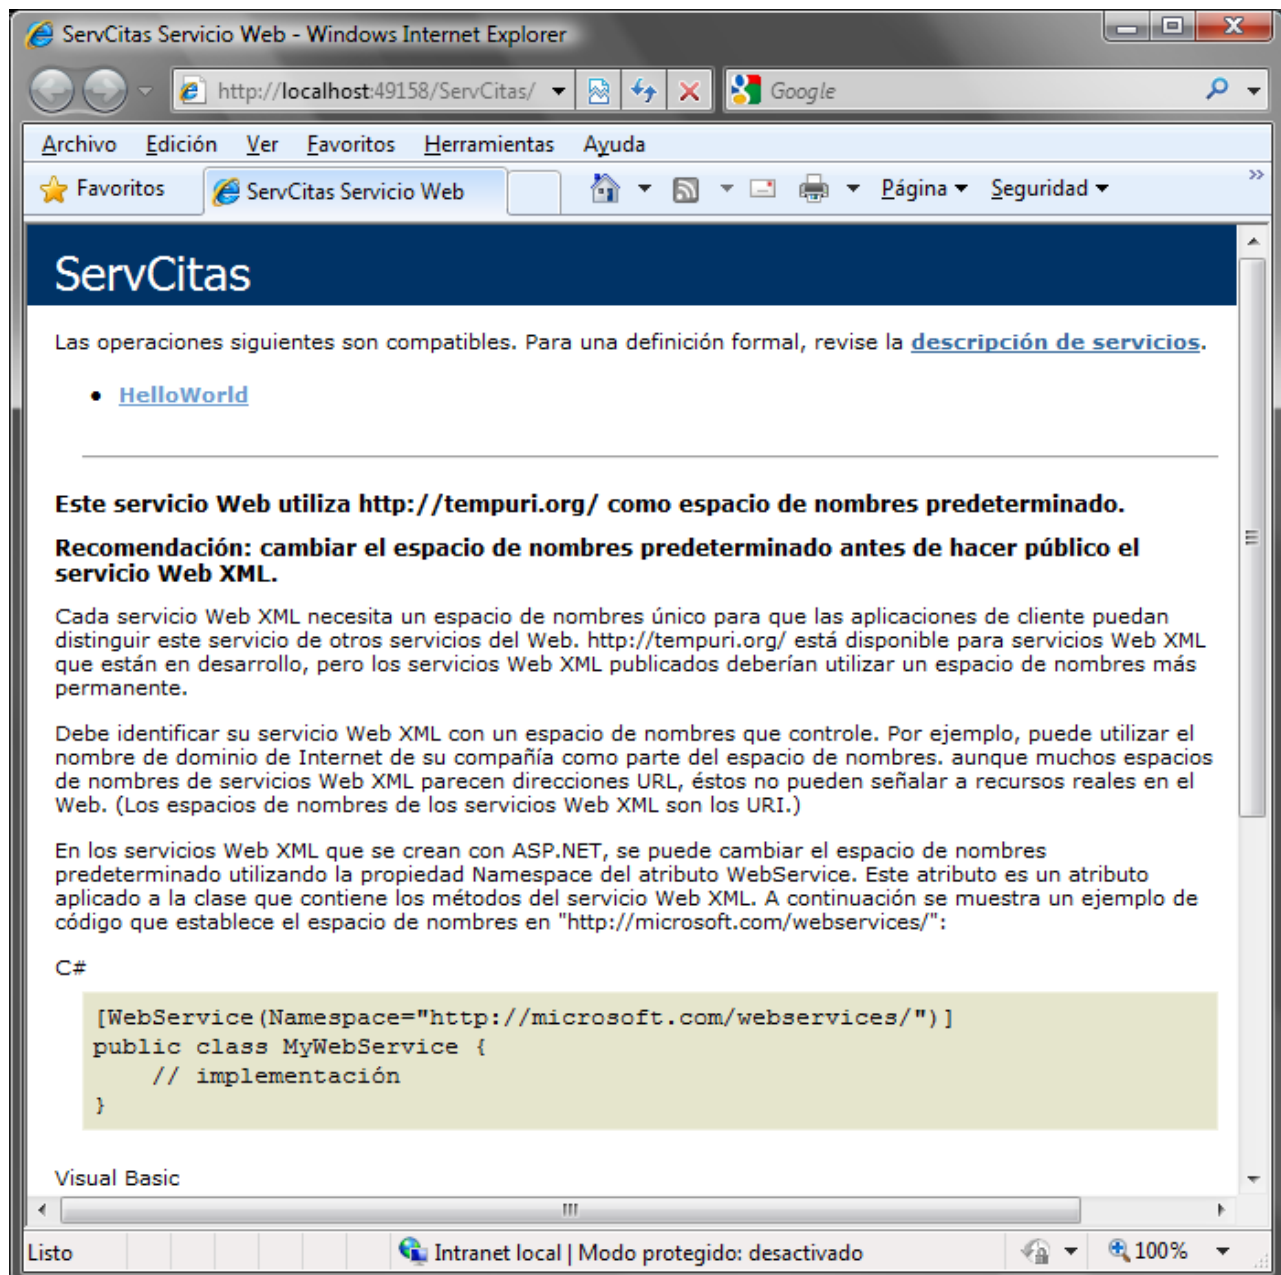 ServCitas Servicio Web - Windows Internet Explorer
http://localhost:49158/ServCitas/
Google
Archivo Edición Ver Favoritos Herramientas Ayuda
Favoritos ServCitas Servicio Web Página Seguridad »
ServCitas
Las operaciones siguientes son compatibles. Para una definición formal, revise la descripción de servicios.
• HelloWorld
Este servicio Web utiliza http://tempuri.org/ como espacio de nombres predeterminado.
Recomendación: cambiar el espacio de nombres predeterminado antes de hacer público el
servicio Web XML.
Cada servicio Web XML necesita un espacio de nombres único para que las aplicaciones de cliente puedan
distinguir este servicio de otros servicios del Web. http://tempuri.org/ está disponible para servicios Web XML
que están en desarrollo, pero los servicios Web XML publicados deberían utilizar un espacio de nombres más
permanente.
Debe identificar su servicio Web XML con un espacio de nombres que controle. Por ejemplo, puede utilizar el
nombre de dominio de Internet de su compañía como parte del espacio de nombres. aunque muchos espacios
de nombres de servicios Web XML parecen direcciones URL, éstos no pueden señalar a recursos reales en el
Web. (Los espacios de nombres de los servicios Web XML son los URI.)
En los servicios Web XML que se crean con ASP.NET, se puede cambiar el espacio de nombres
predeterminado utilizando la propiedad Namespace del atributo WebService. Este atributo es un atributo
aplicado a la clase que contiene los métodos del servicio Web XML. A continuación se muestra un ejemplo de
código que establece el espacio de nombres en "http://microsoft.com/webservices/":
C#
[WebService(Namespace="http://microsoft.com/webservices/")]
public class MyWebService {
    // implementación
}
Visual Basic
Listo Intranet local | Modo protegido: desactivado 100%